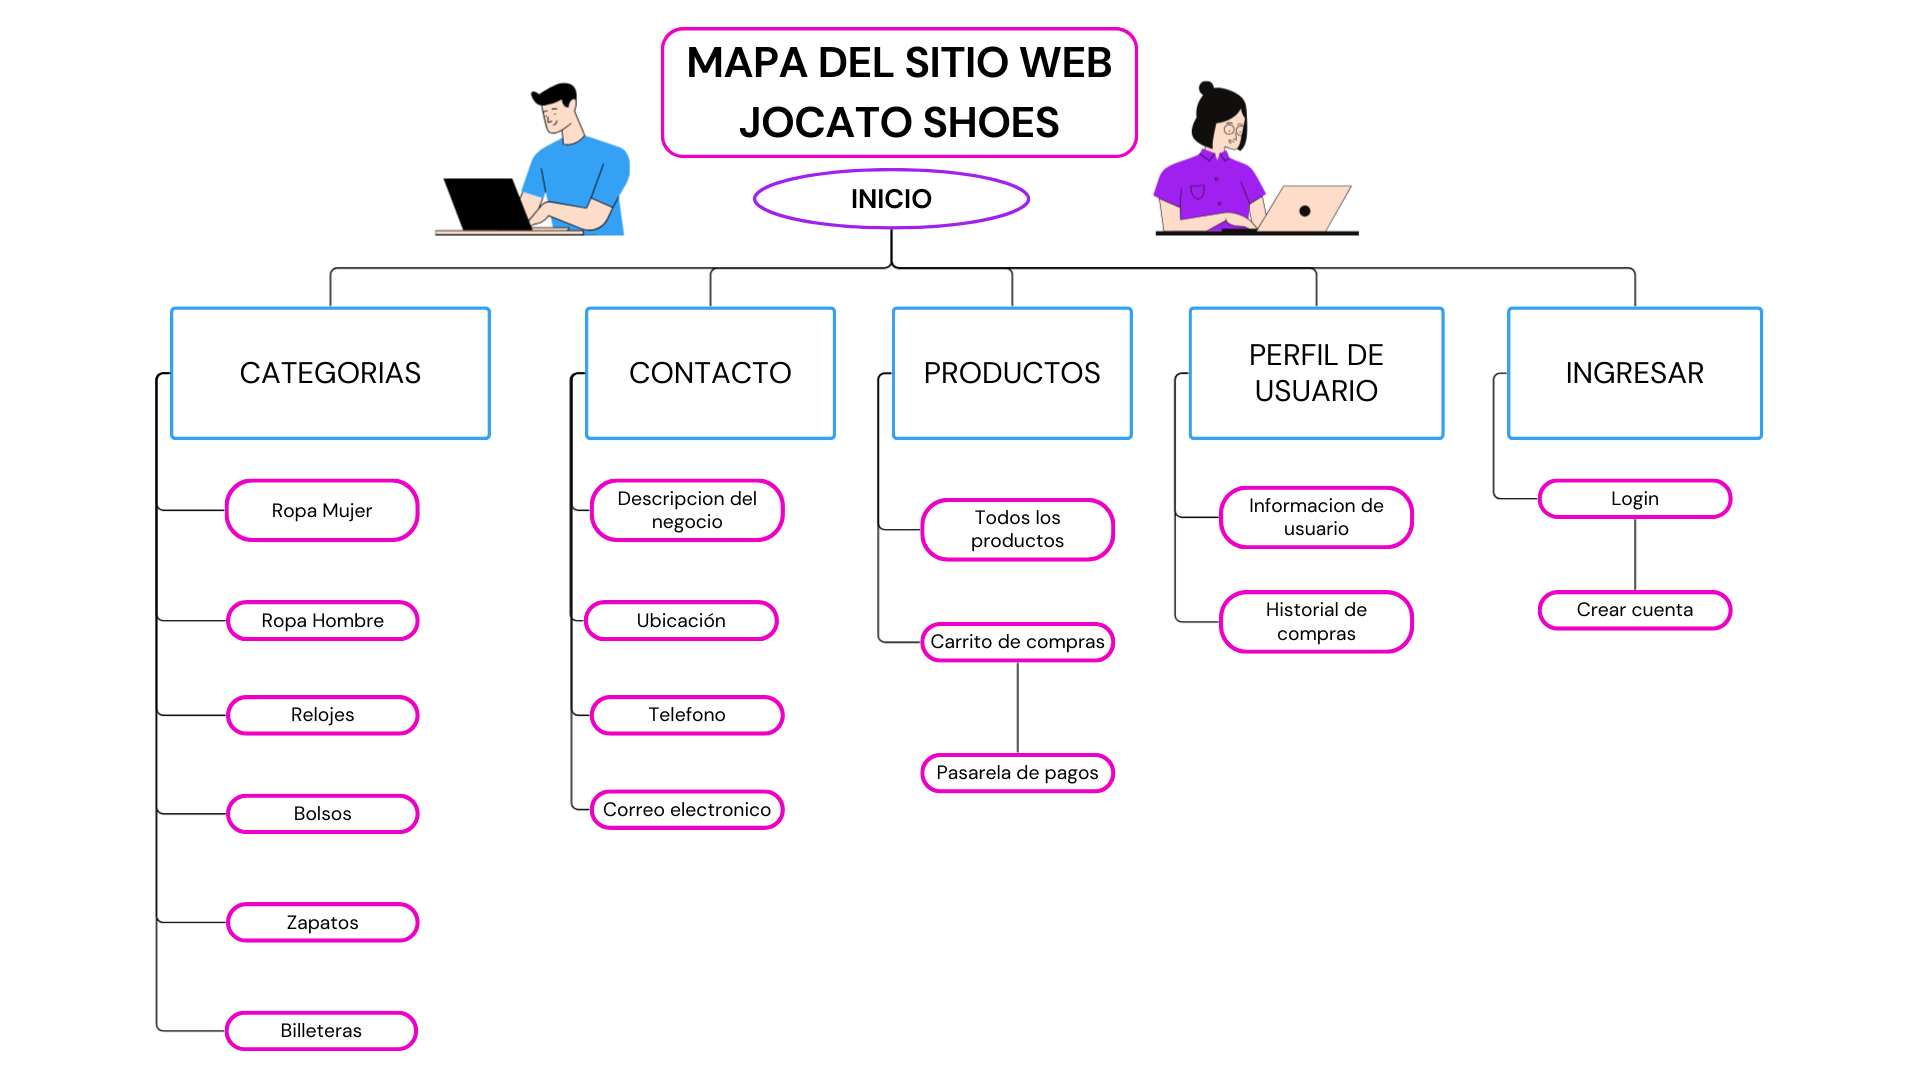 MAPA DEL SITIO WEB
JOCATO SHOES
INICIO
CATEGORIAS
Ropa Mujer
Ropa Hombre
Relojes
Bolsos
Zapatos
Billeteras
CONTACTO
Descripcion del
negocio
Ubicación
Telefono
Correo electronico
PRODUCTOS
Todos los
productos
Carrito de compras
Pasarela de pagos
PERFIL DE
USUARIO
Informacion de
usuario
Historial de
compras
INGRESAR
Login
Crear cuenta